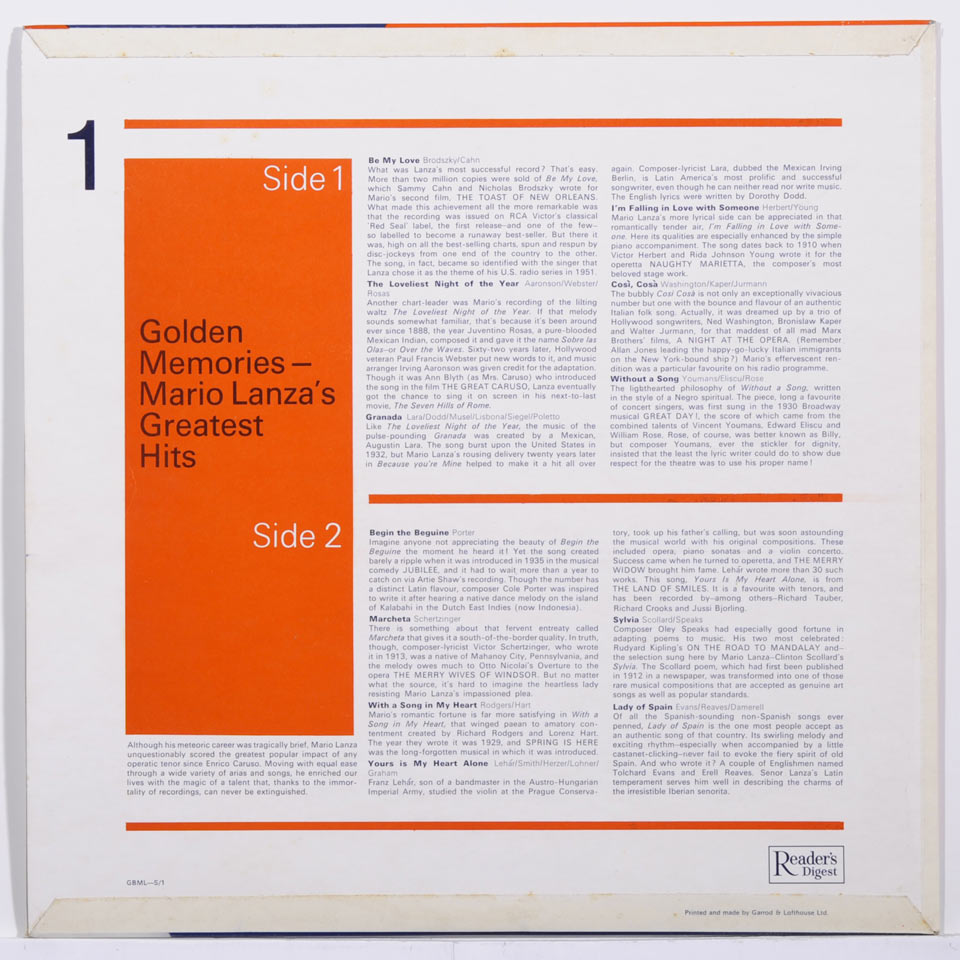 1
Side 1
Golden
Memories –
Mario Lanza's
Greatest
Hits
Side 2
Although his meteoric career was tragically brief, Mario Lanza
unquestionably scored the greatest popular impact of any
operatic tenor since Enrico Caruso. Moving with equal ease
through a wide variety of arias and songs, he enriched our
lives with the magic of a talent that, thanks to the immor-
tality of recordings, can never be extinguished.
Be My Love Brodszky/Cahn
What was Lanza's most successful record? That's easy.
More than two million copies were sold of Be My Love,
which Sammy Cahn and Nicholas Brodszky wrote for
Mario's second film, THE TOAST OF NEW ORLEANS.
What made this achievement all the more remarkable was
that the recording was issued on RCA Victor's classical
'Red Seal' label, the first release–and one of the few–
so labelled to become a runaway best-seller. But there it
was, high on all the best-selling charts, spun and respun by
disc-jockeys from one end of the country to the other.
The song, in fact, became so identified with the singer that
Lanza chose it as the theme of his U.S. radio series in 1951.
The Loveliest Night of the Year Aaronson/Webster/
Rosas
Another chart-leader was Mario's recording of the lilting
waltz The Loveliest Night of the Year. If that melody
sounds somewhat familiar, that's because it's been around
ever since 1888, the year Juventino Rosas, a pure-blooded
Mexican Indian, composed it and gave it the name Sobre las
Olas–or Over the Waves. Sixty-two years later, Hollywood
veteran Paul Francis Webster put new words to it, and music
arranger Irving Aaronson was given credit for the adaptation.
Though it was Ann Blyth (as Mrs. Caruso) who introduced
the song in the film THE GREAT CARUSO, Lanza eventually
got the chance to sing it on screen in his next-to-last
movie, The Seven Hills of Rome.
Granada Lara/Dodd/Musel/Lisbona/Siegel/Poletto
Like The Loveliest Night of the Year, the music of the
pulse-pounding Granada was created by a Mexican,
Augustin Lara. The song burst upon the United States in
1932, but Mario Lanza's rousing delivery twenty years later
in Because you're Mine helped to make it a hit all over
again. Composer-lyricist Lara, dubbed the Mexican Irving
Berlin, is Latin America's most prolific and successful
songwriter, even though he can neither read nor write music.
The English lyrics were written by Dorothy Dodd.
I'm Falling in Love with Someone Herbert/Young
Mario Lanza's more lyrical side can be appreciated in that
romantically tender air, I'm Falling in Love with Some-
one. Here its qualities are especially enhanced by the simple
piano accompaniment. The song dates back to 1910 when
Victor Herbert and Rida Johnson Young wrote it for the
operetta NAUGHTY MARIETTA, the composer's most
beloved stage work.
Così, Cosà Washington/Kaper/Jurmann
The bubbly Così Cosà is not only an exceptionally vivacious
number but one with the bounce and flavour of an authentic
Italian folk song. Actually, it was dreamed up by a trio of
Hollywood songwriters, Ned Washington, Bronislaw Kaper
and Walter Jurmann, for that maddest of all mad Marx
Brothers' films, A NIGHT AT THE OPERA. (Remember
Allan Jones leading the happy-go-lucky Italian immigrants
on the New York-bound ship?) Mario's effervescent ren-
dition was a particular favourite on his radio programme.
Without a Song Youmans/Eliscu/Rose
The lighthearted philosophy of Without a Song, written
in the style of a Negro spiritual. The piece, long a favourite
of concert singers, was first sung in the 1930 Broadway
musical GREAT DAY!, the score of which came from the
combined talents of Vincent Youmans, Edward Eliscu and
William Rose. Rose, of course, was better known as Billy,
but composer Youmans, ever the stickler for dignity,
insisted that the least the lyric writer could do to show due
respect for the theatre was to use his proper name!
Begin the Beguine Porter
Imagine anyone not appreciating the beauty of Begin the
Beguine the moment he heard it! Yet the song created
barely a ripple when it was introduced in 1935 in the musical
comedy JUBILEE, and it had to wait more than a year to
catch on via Artie Shaw's recording. Though the number has
a distinct Latin flavour, composer Cole Porter was inspired
to write it after hearing a native dance melody on the island
of Kalabahi in the Dutch East Indies (now Indonesia).
Marcheta Schertzinger
There is something about that fervent entreaty called
Marcheta that gives it a south-of-the-border quality. In truth,
though, composer-lyricist Victor Schertzinger, who wrote
it in 1913, was a native of Mahanoy City, Pennsylvania, and
the melody owes much to Otto Nicolai's Overture to the
opera THE MERRY WIVES OF WINDSOR. But no matter
what the source, it's hard to imagine the heartless lady
resisting Mario Lanza's impassioned plea.
With a Song in My Heart Rodgers/Hart
Mario's romantic fortune is far more satisfying in With a
Song in My Heart, that winged paean to amatory con-
tentment created by Richard Rodgers and Lorenz Hart.
The year they wrote it was 1929, and SPRING IS HERE
was the long-forgotten musical in which it was introduced.
Yours is My Heart Alone Lehár/Smith/Herzer/Lohner/
Graham
Franz Lehár, son of a bandmaster in the Austro-Hungarian
Imperial Army, studied the violin at the Prague Conserva-
tory, took up his father's calling, but was soon astounding
the musical world with his original compositions. These
included opera, piano sonatas and a violin concerto.
Success came when he turned to operetta, and THE MERRY
WIDOW brought him fame. Lehár wrote more than 30 such
works. This song, Yours Is My Heart Alone, is from
THE LAND OF SMILES. It is a favourite with tenors, and
has been recorded by–among others–Richard Tauber,
Richard Crooks and Jussi Bjorling.
Sylvia Scollard/Speaks
Composer Oley Speaks had especially good fortune in
adapting poems to music. His two most celebrated:
Rudyard Kipling's ON THE ROAD TO MANDALAY and–
the selection sung here by Mario Lanza–Clinton Scollard's
Sylvia. The Scollard poem, which had first been published
in 1912 in a newspaper, was transformed into one of those
rare musical compositions that are accepted as genuine art
songs as well as popular standards.
Lady of Spain Evans/Reaves/Damerell
Of all the Spanish-sounding non-Spanish songs ever
penned, Lady of Spain is the one most people accept as
an authentic song of that country. Its swirling melody and
exciting rhythm–especially when accompanied by a little
castanet-clicking–never fail to evoke the fiery spirit of old
Spain. And who wrote it? A couple of Englishmen named
Tolchard Evans and Erell Reaves. Senor Lanza's Latin
temperament serves him well in describing the charms of
the irresistible Iberian senorita.
GBML–S/1
Reader's
Digest
Printed and made by Garrod & Lofthouse Ltd.